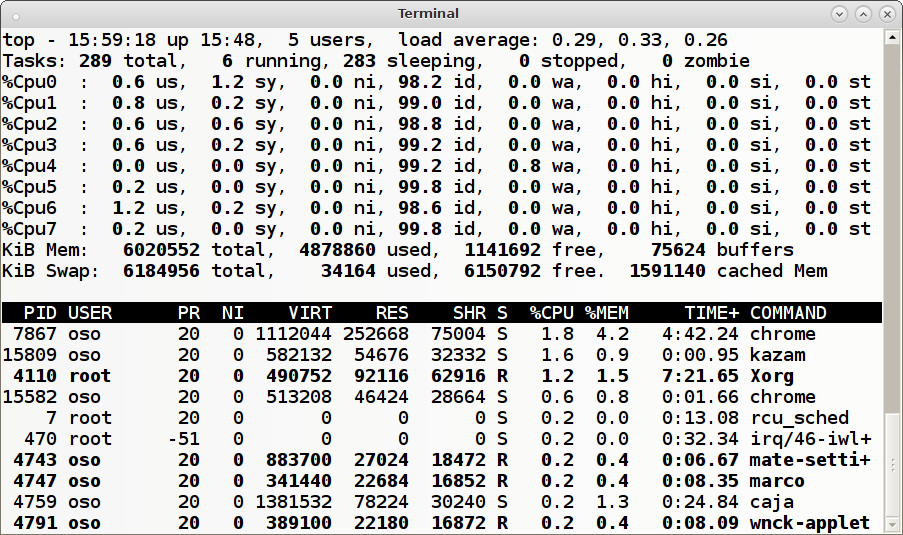 Terminal
top - 15:59:18 up 15:48,  5 users,  load average: 0.29, 0.33, 0.26
Tasks: 289 total,   6 running, 283 sleeping,   0 stopped,   0 zombie
%Cpu0  :  0.6 us,  1.2 sy,  0.0 ni, 98.2 id,  0.0 wa,  0.0 hi,  0.0 si,  0.0 st
%Cpu1  :  0.8 us,  0.2 sy,  0.0 ni, 99.0 id,  0.0 wa,  0.0 hi,  0.0 si,  0.0 st
%Cpu2  :  0.6 us,  0.6 sy,  0.0 ni, 98.8 id,  0.0 wa,  0.0 hi,  0.0 si,  0.0 st
%Cpu3  :  0.6 us,  0.2 sy,  0.0 ni, 99.2 id,  0.0 wa,  0.0 hi,  0.0 si,  0.0 st
%Cpu4  :  0.0 us,  0.0 sy,  0.0 ni, 99.2 id,  0.8 wa,  0.0 hi,  0.0 si,  0.0 st
%Cpu5  :  0.2 us,  0.0 sy,  0.0 ni, 99.8 id,  0.0 wa,  0.0 hi,  0.0 si,  0.0 st
%Cpu6  :  1.2 us,  0.2 sy,  0.0 ni, 98.6 id,  0.0 wa,  0.0 hi,  0.0 si,  0.0 st
%Cpu7  :  0.2 us,  0.0 sy,  0.0 ni, 99.8 id,  0.0 wa,  0.0 hi,  0.0 si,  0.0 st
KiB Mem:   6020552 total,  4878860 used,  1141692 free,    75624 buffers
KiB Swap:  6184956 total,    34164 used,  6150792 free.  1591140 cached Mem
  PID USER      PR  NI    VIRT    RES    SHR S  %CPU %MEM     TIME+ COMMAND
 7867 oso       20   0 1112044 252668  75004 S   1.8  4.2   4:42.24 chrome
15809 oso       20   0  582132  54676  32332 S   1.6  0.9   0:00.95 kazam
 4110 root      20   0  490752  92116  62916 R   1.2  1.5   7:21.65 Xorg
15582 oso       20   0  513208  46424  28664 S   0.6  0.8   0:01.66 chrome
    7 root      20   0       0      0      0 S   0.2  0.0   0:13.08 rcu_sched
  470 root     -51   0       0      0      0 S   0.2  0.0   0:32.34 irq/46-iwl+
 4743 oso       20   0  883700  27024  18472 R   0.2  0.4   0:06.67 mate-setti+
 4747 oso       20   0  341440  22684  16852 R   0.2  0.4   0:08.35 marco
 4759 oso       20   0 1381532  78224  30240 S   0.2  1.3   0:24.84 caja
 4791 oso       20   0  389100  22180  16872 R   0.2  0.4   0:08.09 wnck-applet